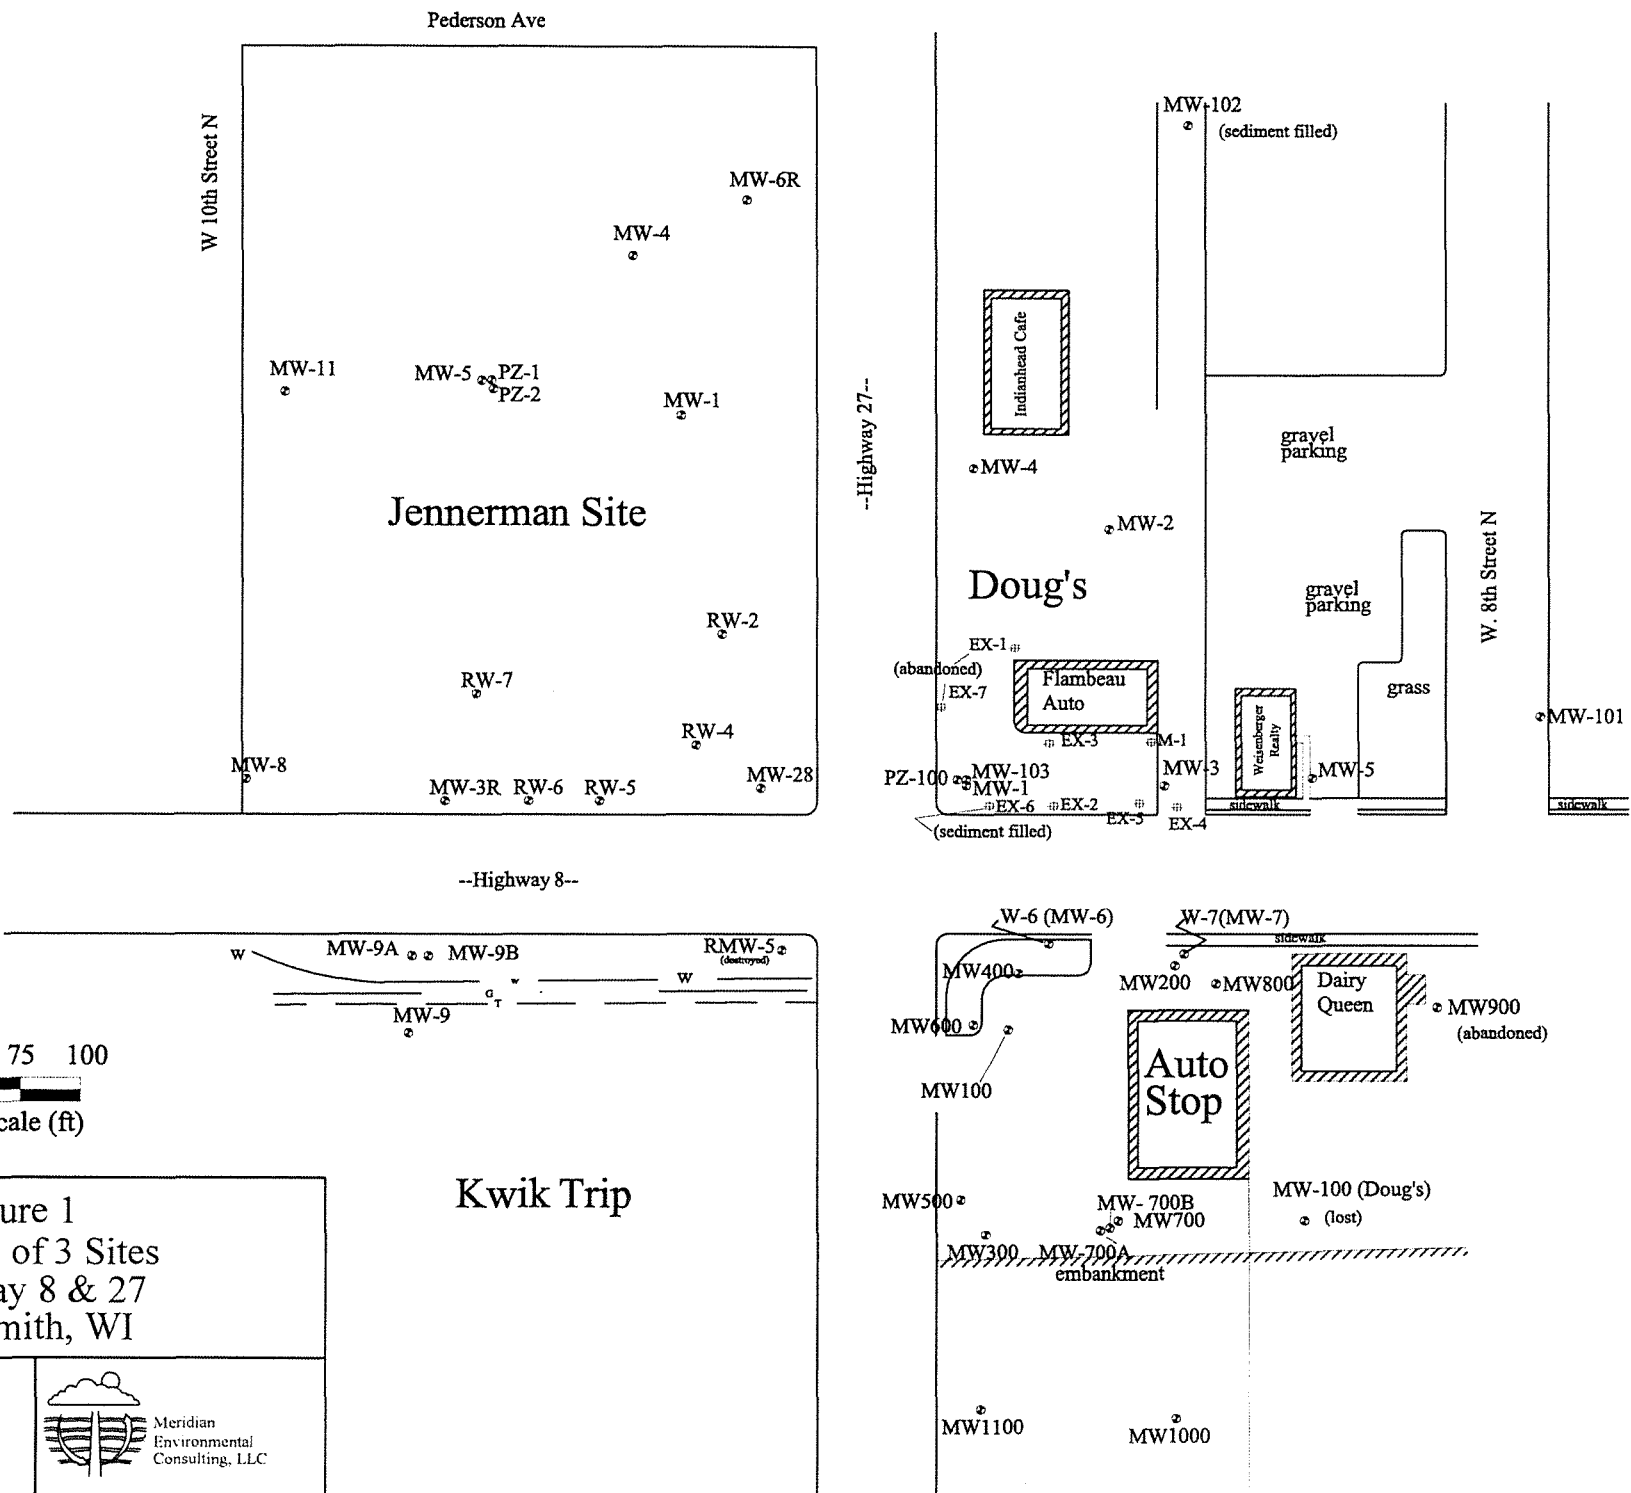 Pederson Ave
W 10th Street N
MW-6R
MW-4
MW-11
MW-5
PZ-1
PZ-2
MW-1
Jennerman Site
RW-2
RW-7
RW-4
MW-8
MW-3R
RW-6
RW-5
MW-28
--Highway 27--
MW-102
(sediment filled)
Indianhead Cafe
MW-4
MW-2
gravel
parking
Doug's
gravel
parking
W. 8th Street N
EX-1
(abandoned)
EX-7
Flambeau
Auto
grass
Weisenberger
Realty
MW-101
EX-3
M-1
PZ-100
MW-103
MW-1
MW-3
MW-5
EX-6
EX-2
EX-5
EX-4
sidewalk
sidewalk
(sediment filled)
--Highway 8--
W
MW-9A
MW-9B
RMW-5
(destroyed)
w
W
G
T
MW-9
W-6 (MW-6)
W-7(MW-7)
sidewalk
MW400
MW200
MW800
Dairy
Queen
MW900
(abandoned)
MW600
MW100
Auto
Stop
75 100
cale (ft)
Kwik Trip
MW500
MW- 700B
MW700
MW-100 (Doug's)
(lost)
MW300
MW-700A
embankment
ure 1
of 3 Sites
ay 8 & 27
mith, WI
Meridian
Environmental
Consulting, LLC
MW1100
MW1000